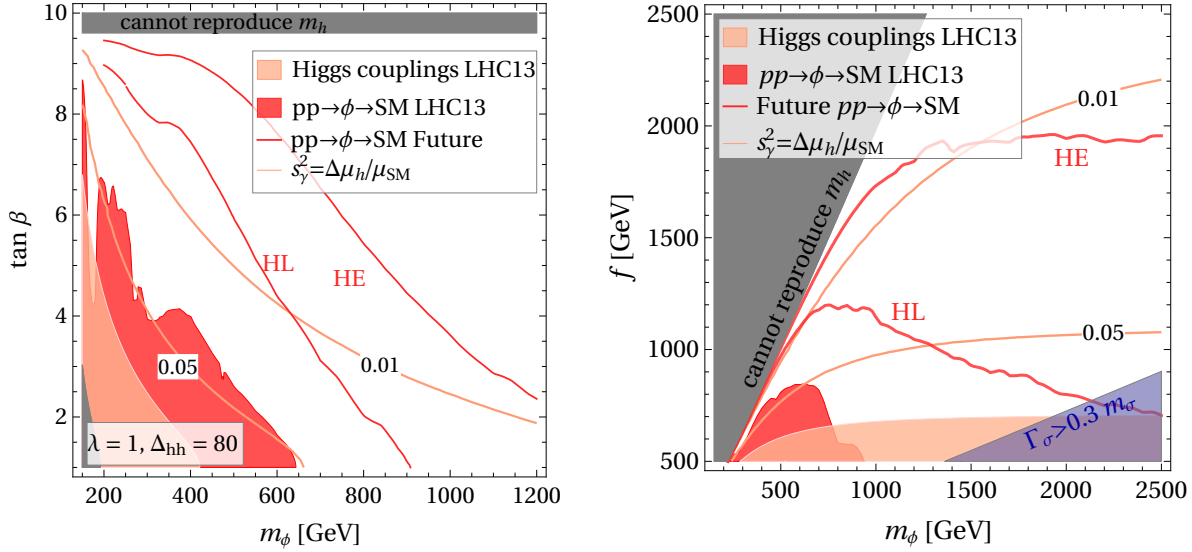 cannot reproduce m_h
Higgs couplings LHC13
pp→ϕ→SM LHC13
pp→ϕ→SM Future
s_γ^2=Δμ_h/μ_SM
10
8
6
4
2
tan β
HL
HE
0.05
0.01
λ = 1, Δ_hh = 80
200
400
600
800
1000
1200
m_ϕ [GeV]
Higgs couplings LHC13
pp→ϕ→SM LHC13
Future pp→ϕ→SM
s_γ^2=Δμ_h/μ_SM
2500
2000
1500
1000
500
f [GeV]
cannot reproduce m_h
0.01
HE
HL
0.05
Γ_σ>0.3 m_σ
500
1000
1500
2000
2500
m_ϕ [GeV]